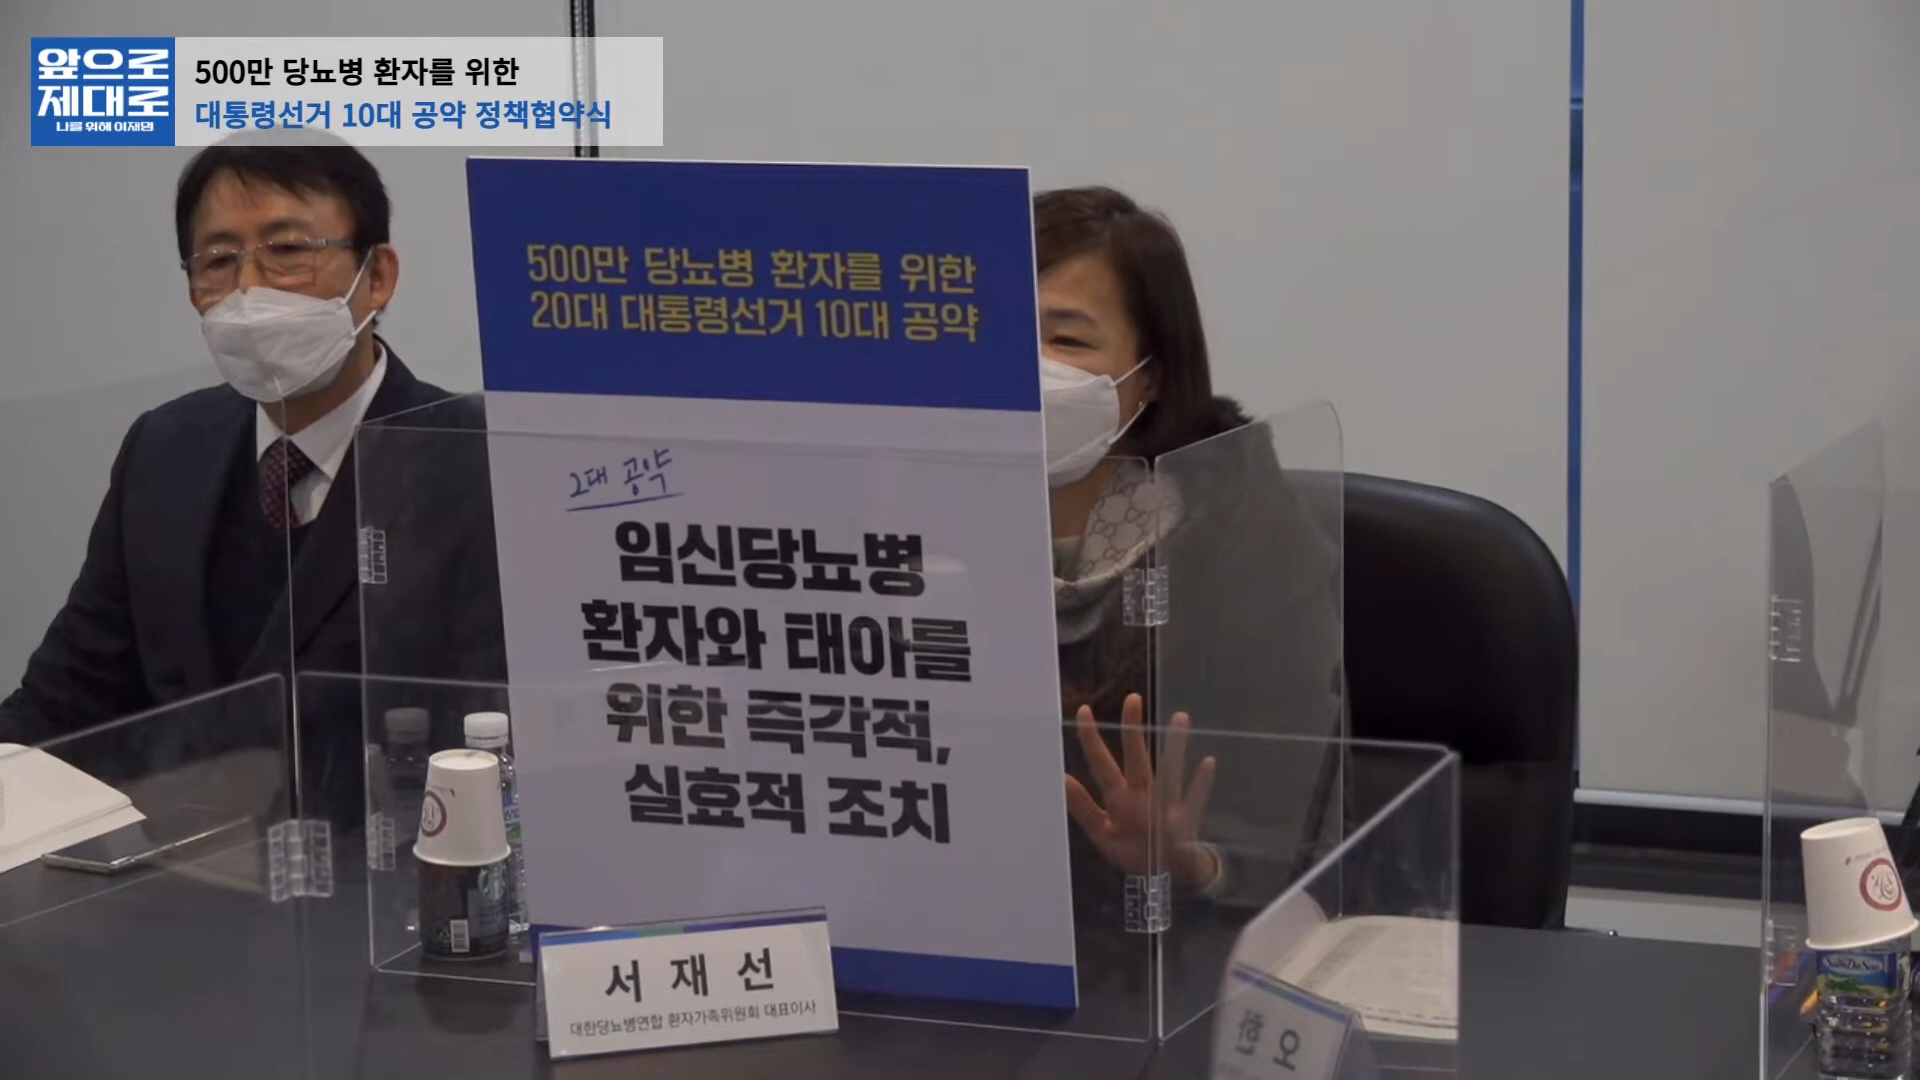 앞으로
제대로
나를 위해 이재명
500만 당뇨병 환자를 위한
대통령선거 10대 공약 정책협약식
500만 당뇨병 환자를 위한
20대 대통령선거 10대 공약
2대 공약
임신당뇨병
환자와 태아를
위한 즉각적,
실효적 조치
서재선
대한당뇨병연합 환자가족위원회 대표이사